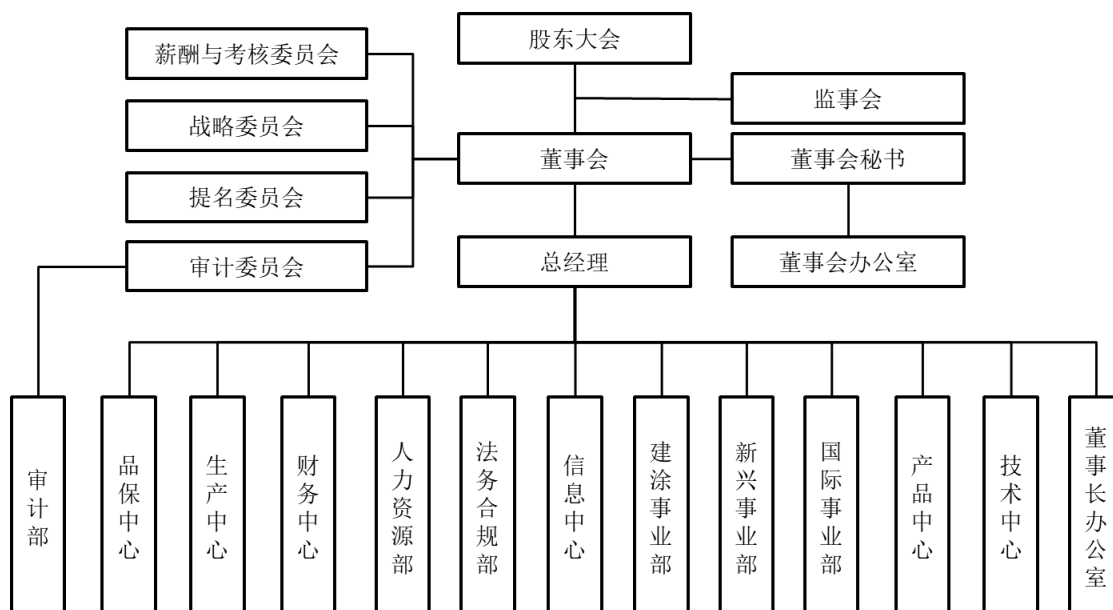 股东大会
薪酬与考核委员会
监事会
战略委员会
董事会
董事会秘书
提名委员会
审计委员会
总经理
董事会办公室
审计部
品保中心
生产中心
财务中心
人力资源部
法务合规部
信息中心
建涂事业部
新兴事业部
国际事业部
产品中心
技术中心
董事长办公室